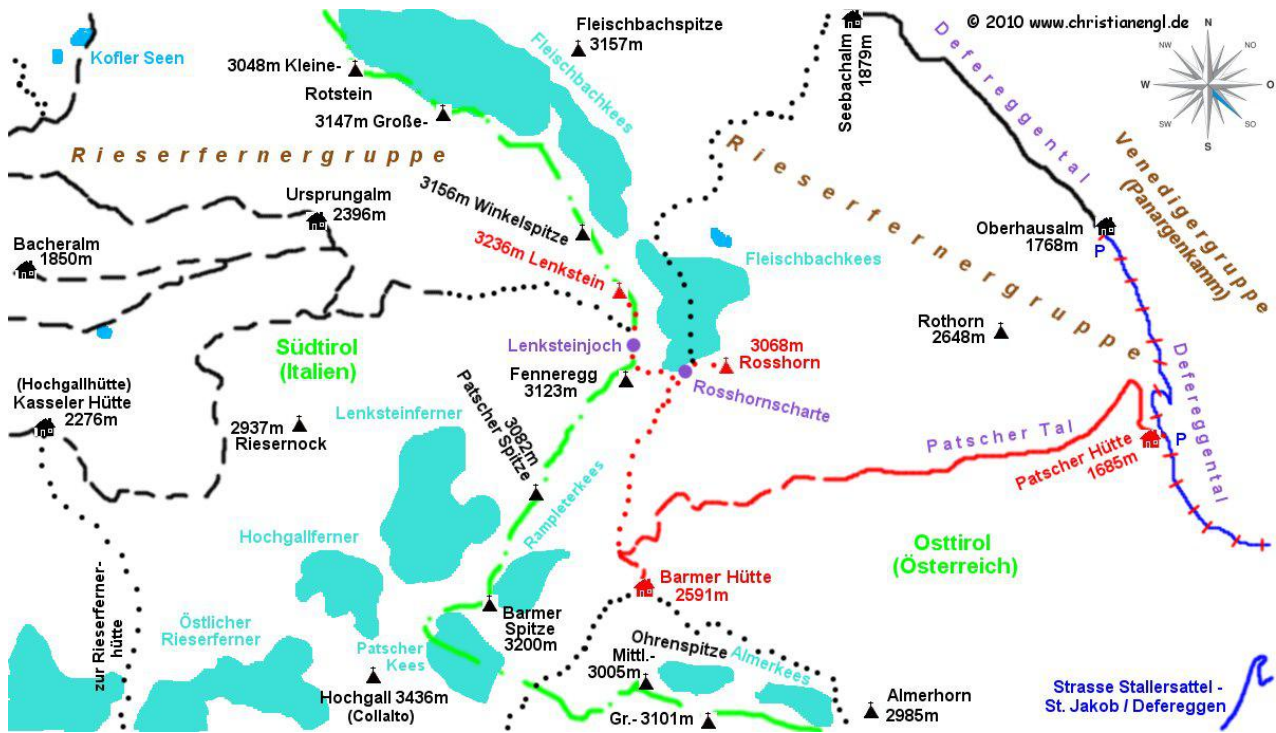 © 2010 www.christianengl.de
N
NW
NO
W
O
SW
SO
S
Kofler Seen
Fleischbachspitze
3157m
3048m Kleine-
Rotstein
3147m Große-
Fleischbachkees
Seebachalm
1879m
Defereggental
Rieserfernergruppe
Rieserfernergruppe
Venedigergruppe
(Panargenkamm)
Ursprungalm
2396m
Bacheralm
1850m
3156m Winkelspitze
3236m Lenkstein
Fleischbachkees
Oberhausalm
1768m
P
Rothorn
2648m
Südtirol
(Italien)
Lenksteinjoch
Fenneregg
3123m
3068m
Rosshorn
Rosshornscharte
Defereggental
(Hochgallhütte)
Kasseler Hütte
2276m
2937m
Riesernock
Lenksteinferner
3082m
Patscher Spitze
Patscher Tal
Patscher Hütte
1685m
P
Rampleterkees
Hochgallferner
Osttirol
(Österreich)
Barmer Hütte
2591m
Barmer
Spitze
3200m
zur Rieserferner-
hütte
Östlicher
Rieserferner
Patscher
Kees
Hochgall 3436m
(Collalto)
Ohrenspitze
Mittl.-
3005m
Almerkees
Gr.- 3101m
Almerhorn
2985m
Strasse Stallersattel -
St. Jakob / Defereggen